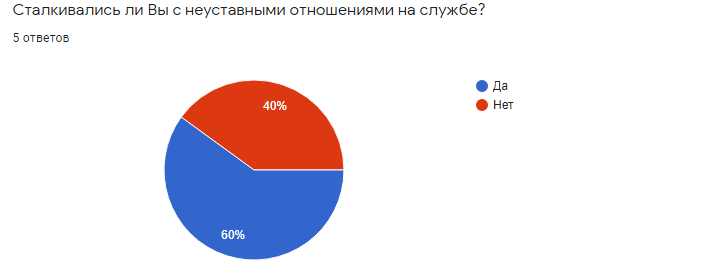 Сталкивались ли Вы с неуставными отношениями на службе?
5 ответов
Да
Нет
40%
60%